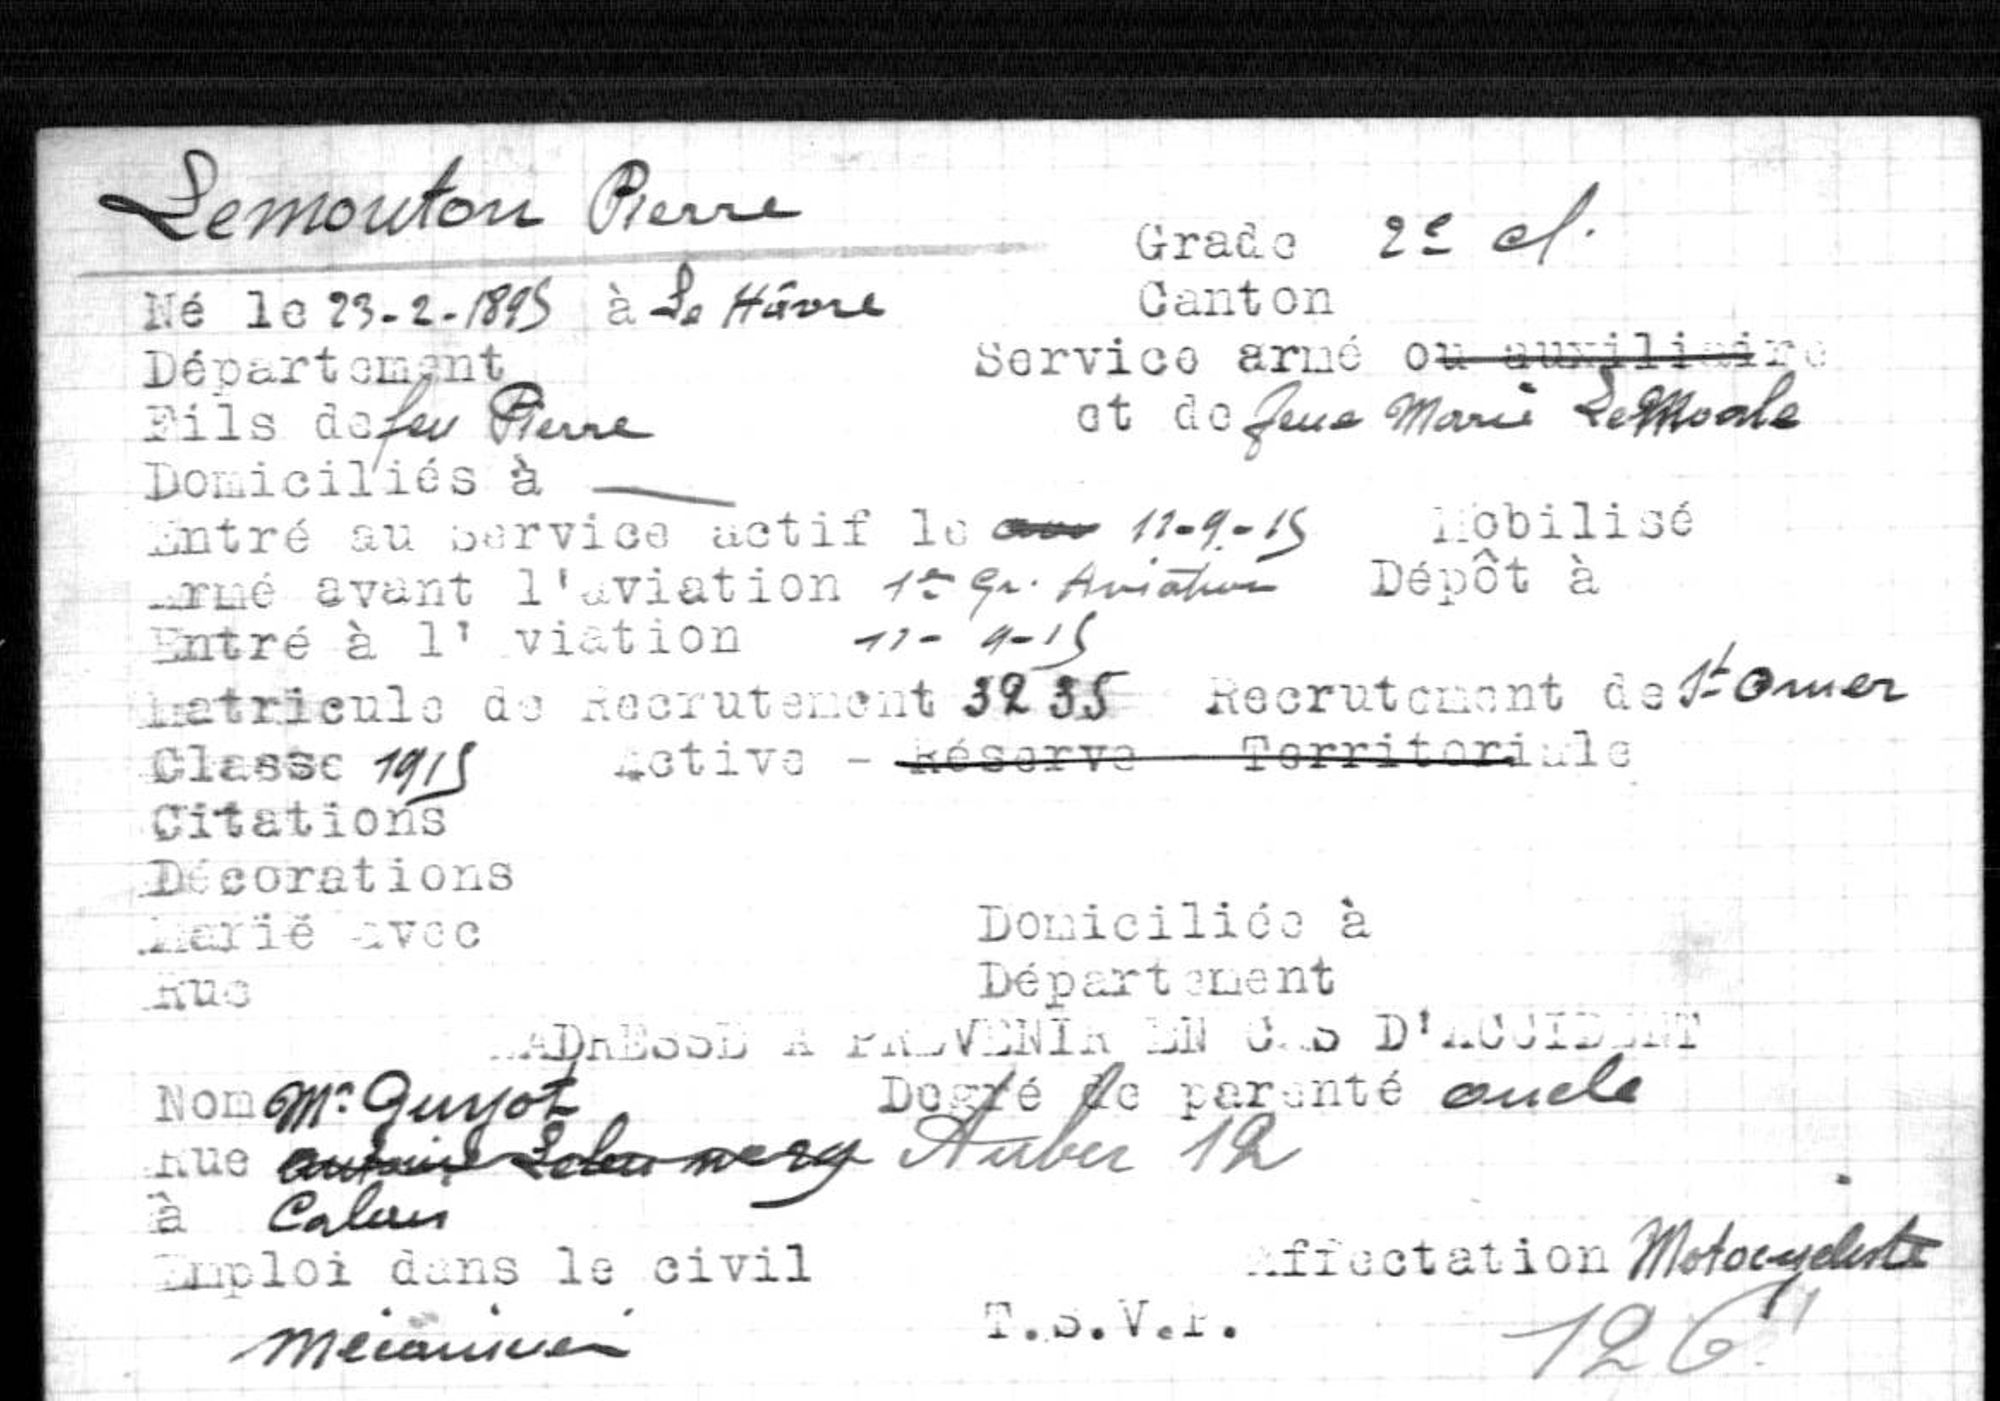 Lemouton Pierre
Grade 2e cl.
Né le 23-2-1895 à Le Hâvre
Canton
Département
Service armé ou auxiliaire
Fils de feu Pierre et de feue Marie LeMoale
Domiciliés à —
Entré au Service actif le 11-9-15 Mobilisé
Armé avant l'aviation 1er Gr. Aviation Dépôt à
Entré à l'Aviation 11-9-15
Matricule de Recrutement 3235 Recrutement de St Omer
Classe 1915 Active - Réserve - Territoriale
Citations
Décorations
Marié avec Domiciliée à
Rue Département
ADRESSE A PREVENIR EN CAS D'ACCIDENT
Nom Mr Guyot Degré de parenté oncle
Rue Auber 12
à Calais
Emploi dans le civil Affectation Motocycliste
Mécanicien T.S.V.P. 126